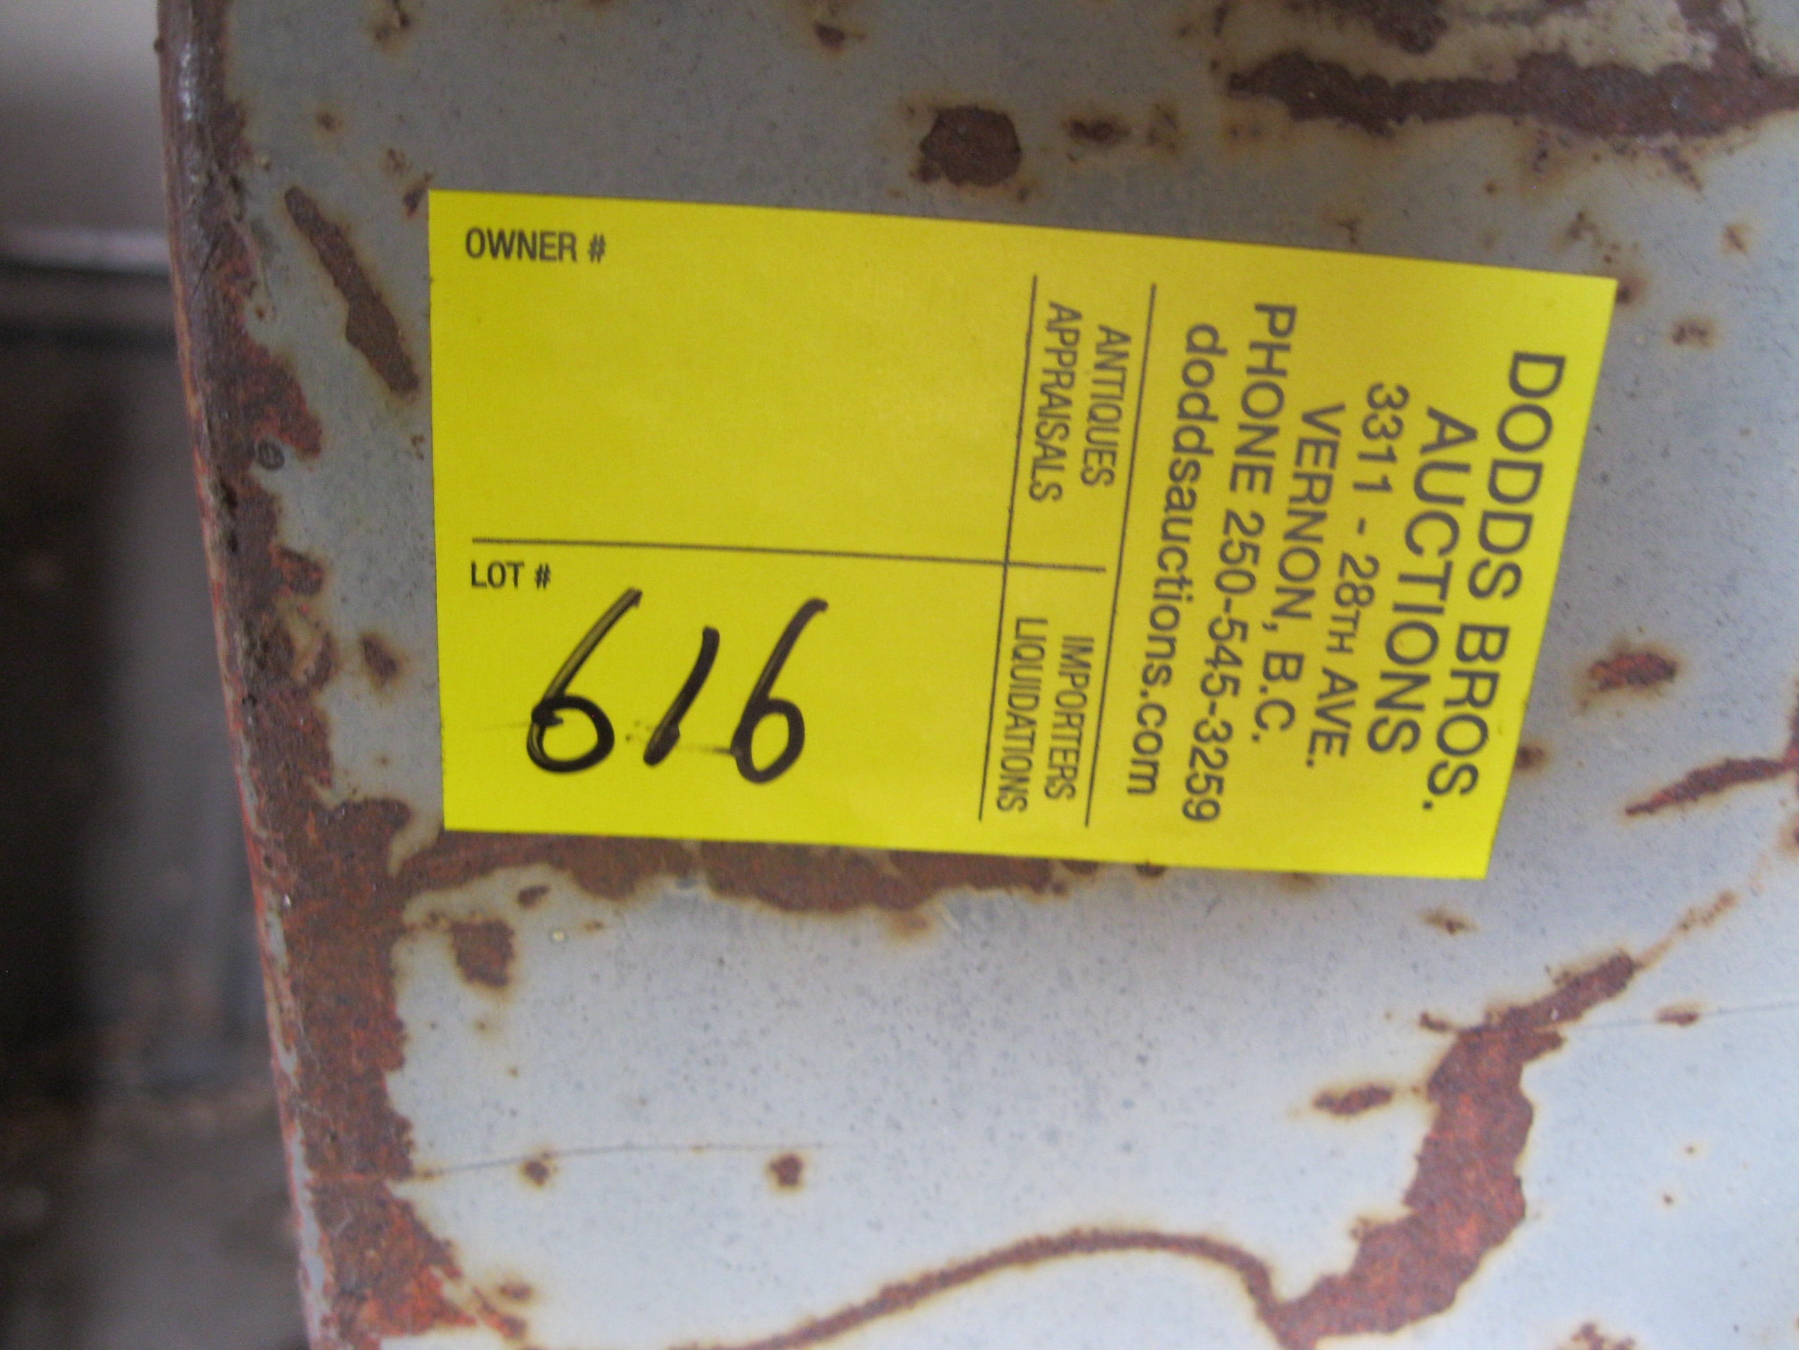 DODDS BROS.
AUCTIONS
3311 - 28TH AVE.
VERNON, B.C.
PHONE 250-545-3259
doddsauctions.com
ANTIQUES
APPRAISALS
IMPORTERS
LIQUIDATIONS
OWNER #
LOT #
616